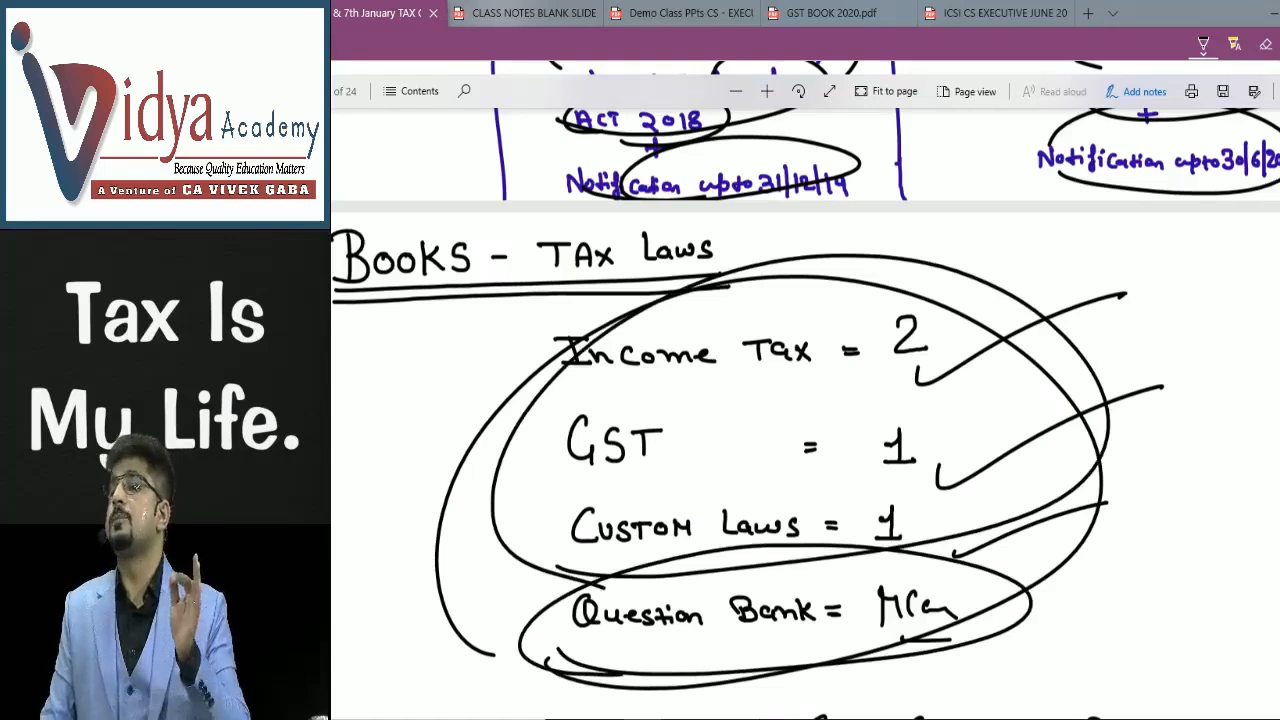 & 7th January TAX C
CLASS NOTES BLANK SLIDE
Demo Class PPts CS - EXECU
GST BOOK 2020.pdf
ICSI CS EXECUTIVE JUNE 20
of 24
Contents
Fit to page
Page view
Read aloud
Add notes
Vidya Academy
Because Quality Education Matters
A Venture of CA VIVEK GABA
Tax Is
My Life.
ACT 2018
+
Notification upto 31/12/19
+
Notification upto 30/6/20
BOOKS - TAX LAWS
Income Tax = 2
GST = 1
CUSTOM LAWS = 1
Question Bank =